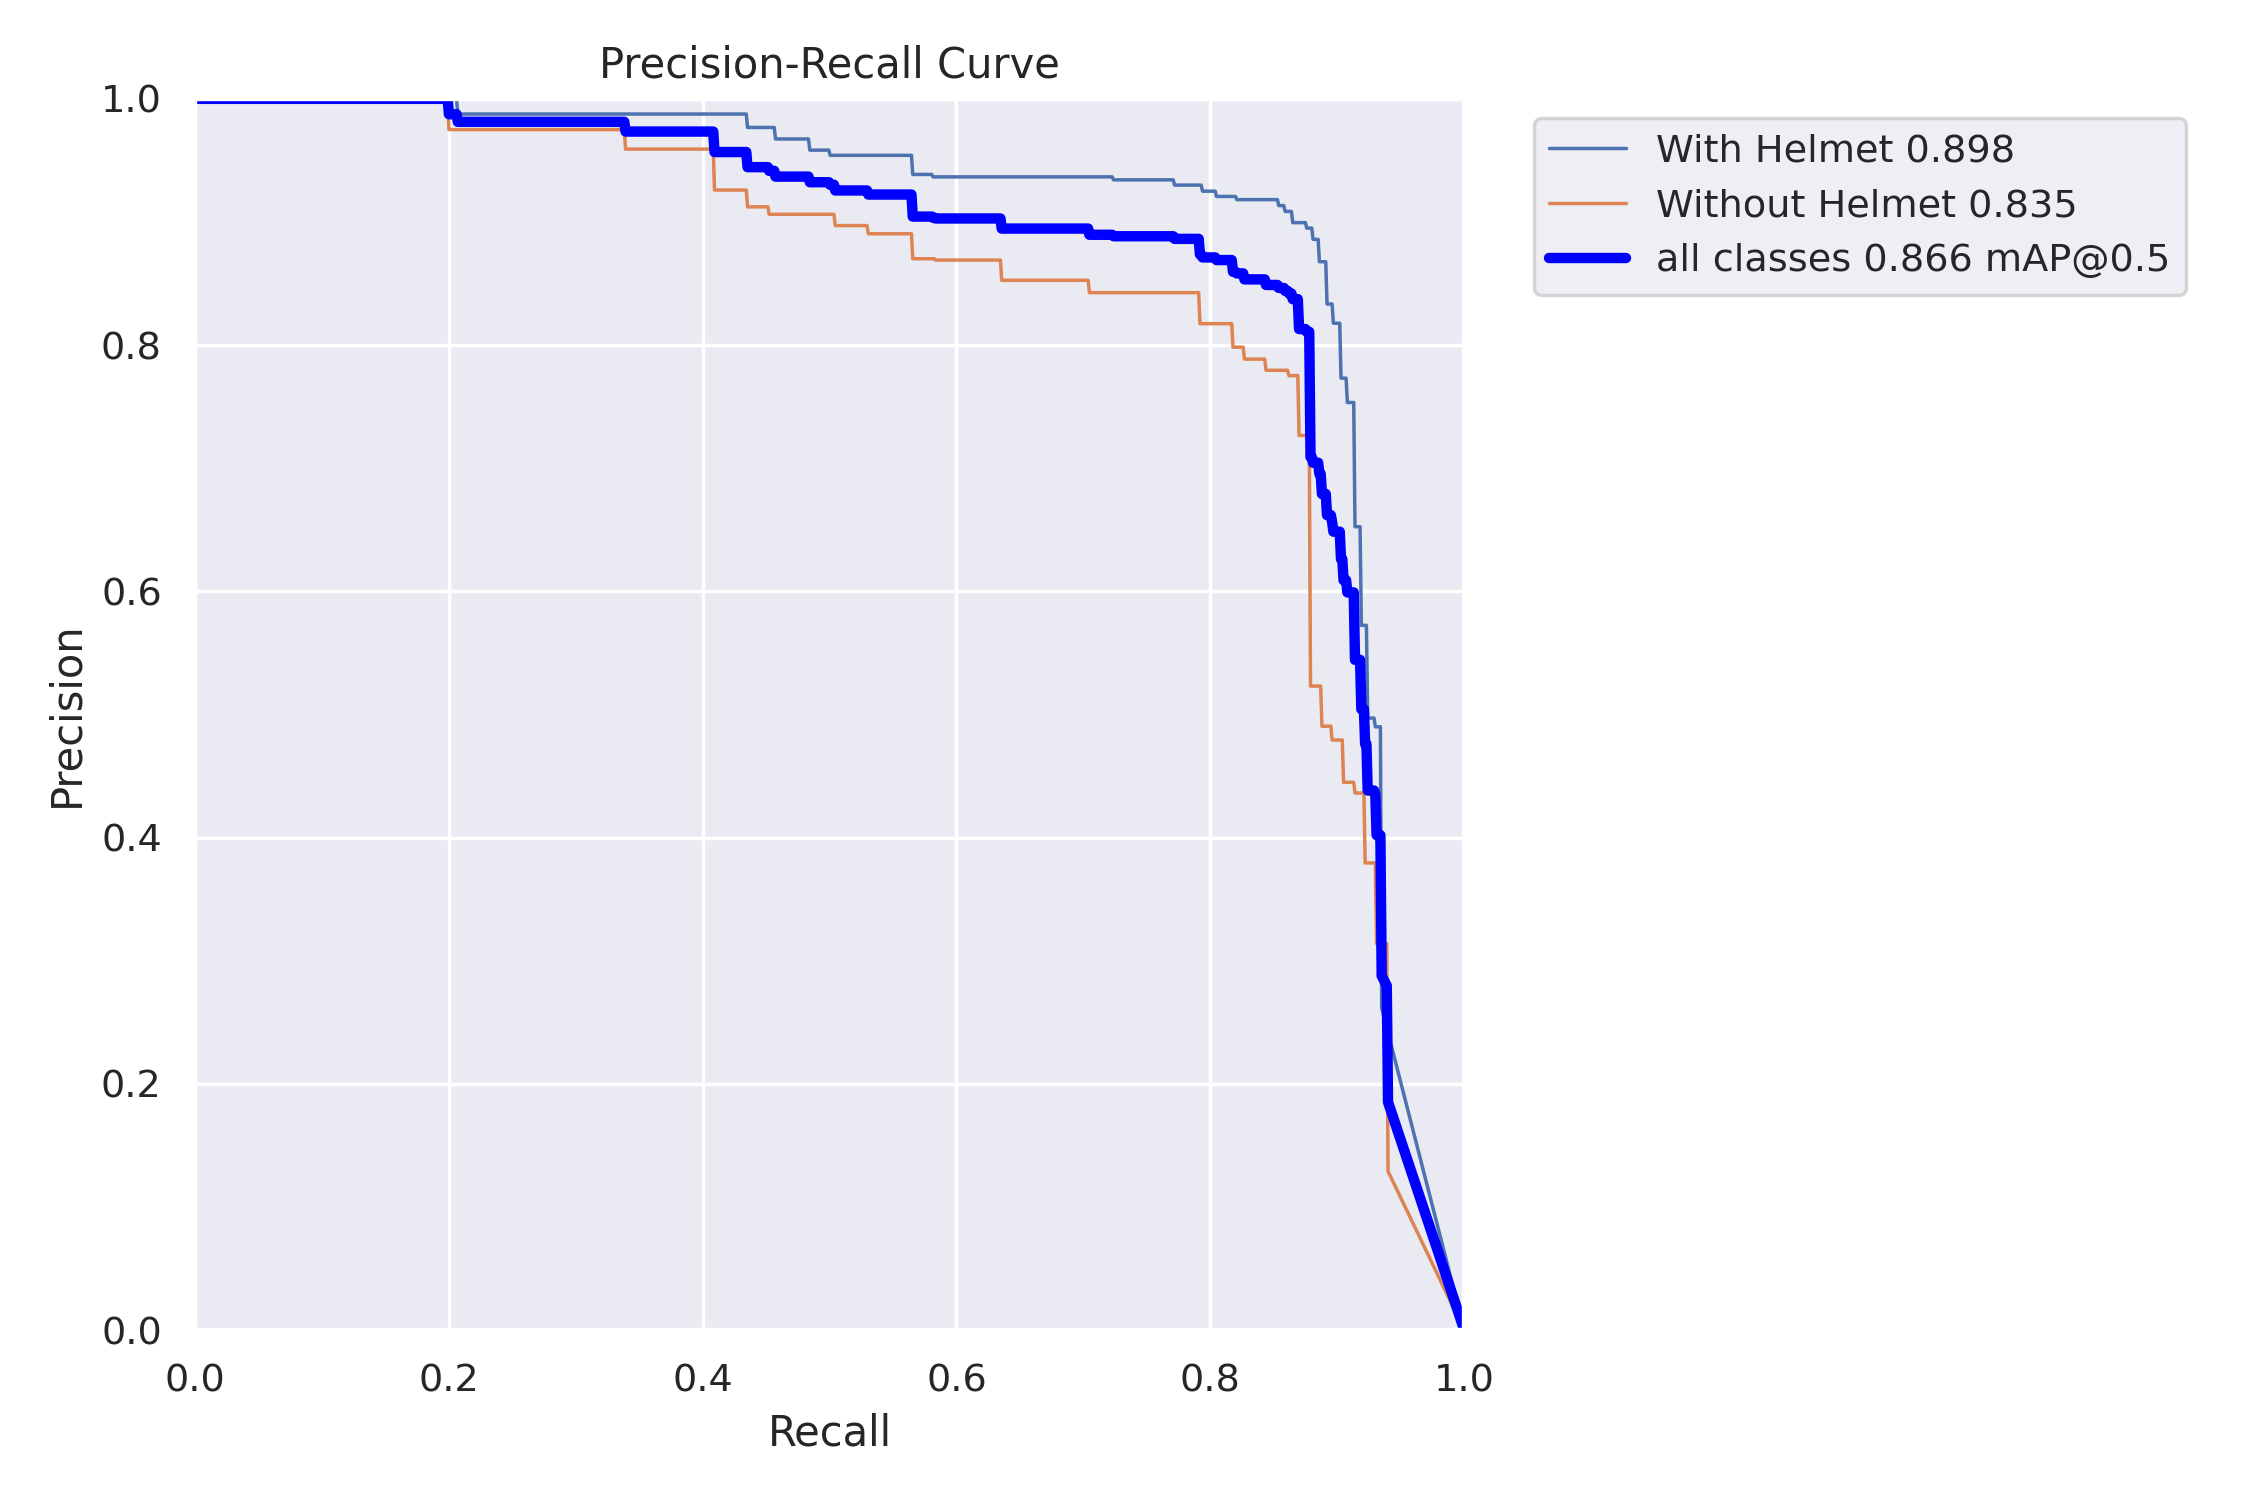 Precision-Recall Curve
1.0
0.8
0.6
0.4
0.2
0.0
Precision
0.0 0.2 0.4 0.6 0.8 1.0
Recall
With Helmet 0.898
Without Helmet 0.835
all classes 0.866 mAP@0.5